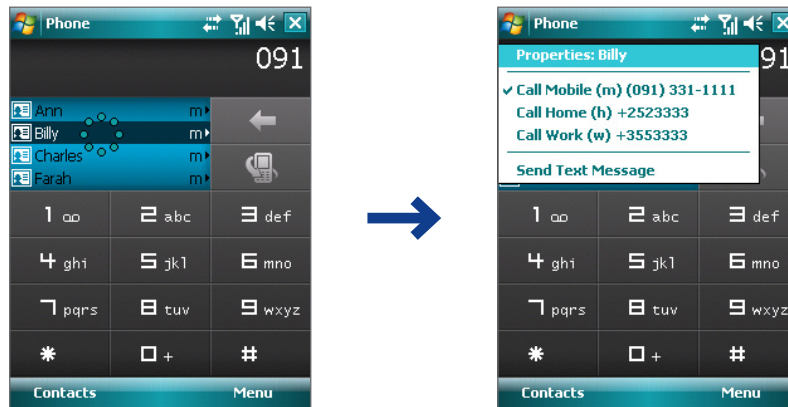 Phone
091
Ann m
Billy m
Charles m
Farah m
1 2 abc 3 def
4 ghi 5 jkl 6 mno
7 pqrs 8 tuv 9 wxyz
* 0 + #
Contacts Menu
Phone
91
Properties: Billy
Call Mobile (m) (091) 331-1111
Call Home (h) +2523333
Call Work (w) +3553333
Send Text Message
1 2 abc 3 def
4 ghi 5 jkl 6 mno
7 pqrs 8 tuv 9 wxyz
* 0 + #
Contacts Menu